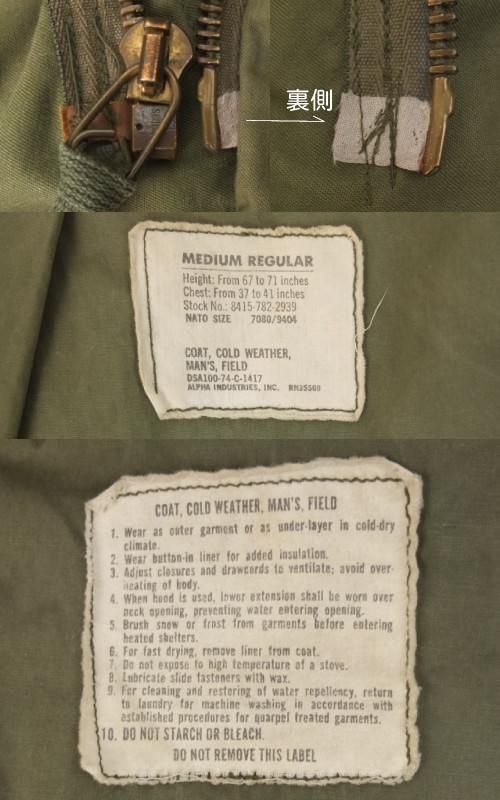 裏側
MEDIUM REGULAR
Height: From 67 to 71 inches
Chest: From 37 to 41 inches
Stock No.: 8415-782-2939
NATO SIZE 7080/9404
COAT, COLD WEATHER,
MAN'S, FIELD
DSA100-74-C-1417
ALPHA INDUSTRIES, INC.
COAT, COLD WEATHER, MAN'S, FIELD
1. Wear as outer garment or as under-layer in cold-dry
climate.
2. Wear button-in liner for added insulation.
3. Adjust closures and drawcords to ventilate; avoid over-
heating of body.
4. When hood is used, lower extension shall be worn over
neck opening, preventing water entering opening.
5. Brush snow or frost from garments before entering
heated shelters.
6. For fast drying, remove liner from coat.
7. Do not expose to high temperature of a stove.
8. Lubricate slide fasteners with wax.
9. For cleaning and restoring of water repellency, return
to laundry for machine washing in accordance with
established procedures for quarpel treated garments.
10. DO NOT STARCH OR BLEACH.
DO NOT REMOVE THIS LABEL